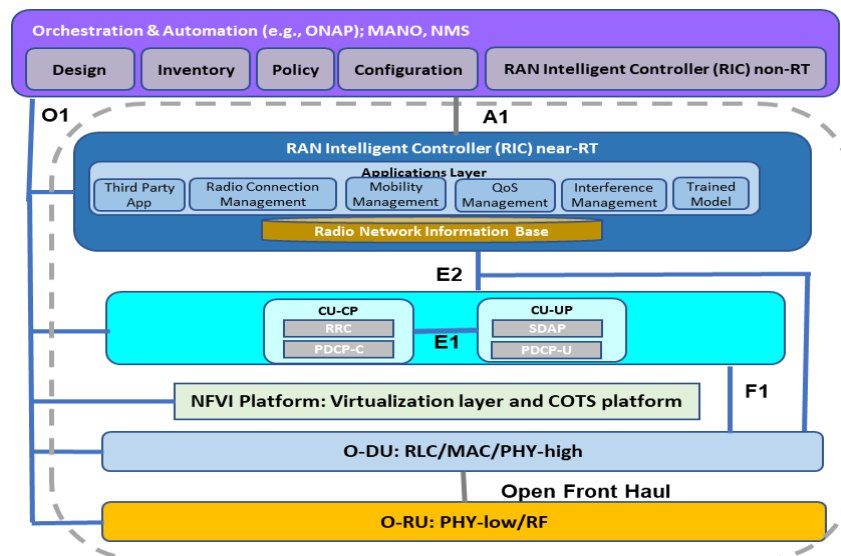 Orchestration & Automation (e.g., ONAP); MANO, NMS
Design
Inventory
Policy
Configuration
RAN Intelligent Controller (RIC) non-RT
O1
A1
RAN Intelligent Controller (RIC) near-RT
Applications Layer
Third Party
App
Radio Connection
Management
Mobility
Management
QoS
Management
Interference
Management
Trained
Model
Radio Network Information Base
E2
CU-CP
RRC
PDCP-C
E1
CU-UP
SDAP
PDCP-U
NFVI Platform: Virtualization layer and COTS platform
F1
O-DU: RLC/MAC/PHY-high
Open Front Haul
O-RU: PHY-low/RF